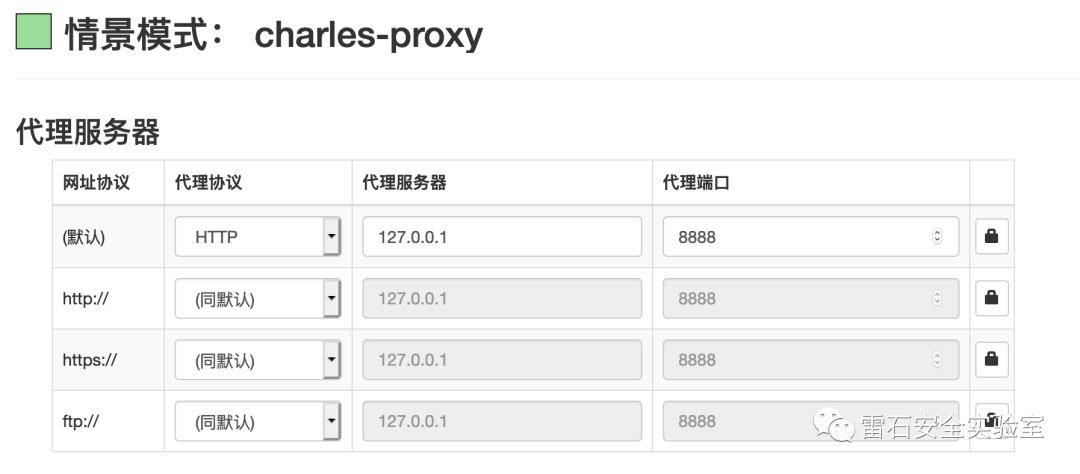 情景模式： charles-proxy
代理服务器
网址协议 代理协议 代理服务器 代理端口
(默认) HTTP 127.0.0.1 8888
http:// (同默认) 127.0.0.1 8888
https:// (同默认) 127.0.0.1 8888
ftp:// (同默认) 127.0.0.1 8888
雷石安全实验室